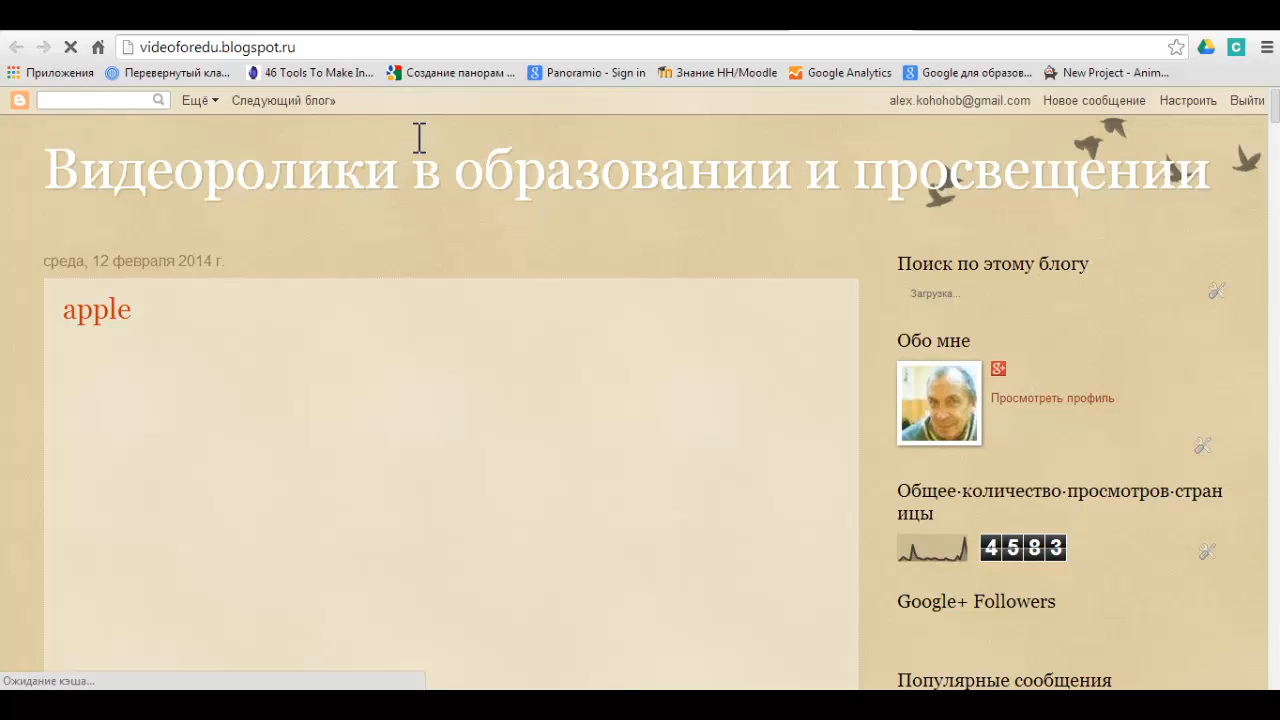 videoforedu.blogspot.ru
Приложения Перевернутый кла... 46 Tools To Make In... Создание панорам ... Panoramio - Sign in Знание НН/Moodle Google Analytics Google для образов... New Project - Anim...
Ещё Следующий блог» alex.kohohob@gmail.com Новое сообщение Настроить Выйти
Видеоролики в образовании и просвещении
среда, 12 февраля 2014 г.
apple
Поиск по этому блогу
Загрузка...
Обо мне
Просмотреть профиль
Общее·количество·просмотров·стран
ицы
4583
Google+ Followers
Популярные сообщения
Ожидание кэша...